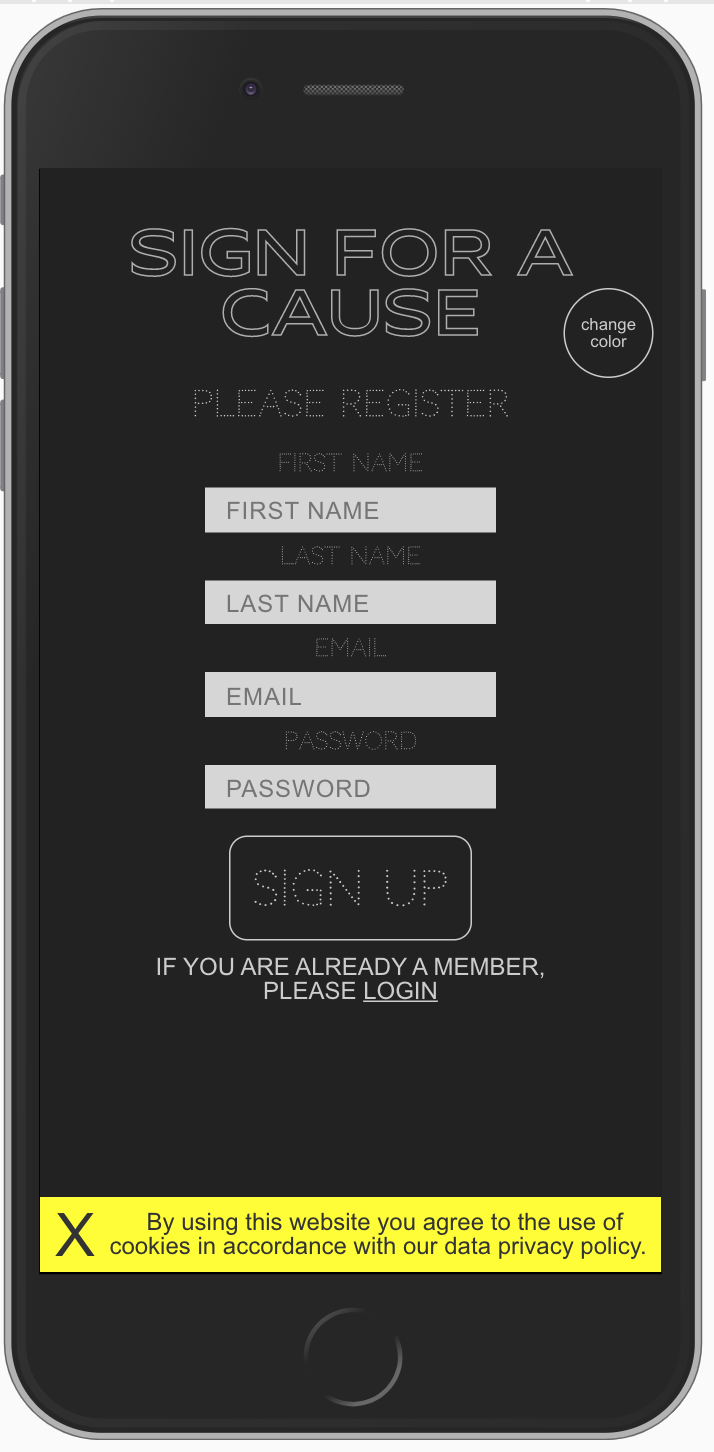 SIGN FOR A
CAUSE
change
color
PLEASE REGISTER
FIRST NAME
FIRST NAME
LAST NAME
LAST NAME
EMAIL
EMAIL
PASSWORD
PASSWORD
SIGN UP
IF YOU ARE ALREADY A MEMBER,
PLEASE LOGIN
X By using this website you agree to the use of
cookies in accordance with our data privacy policy.